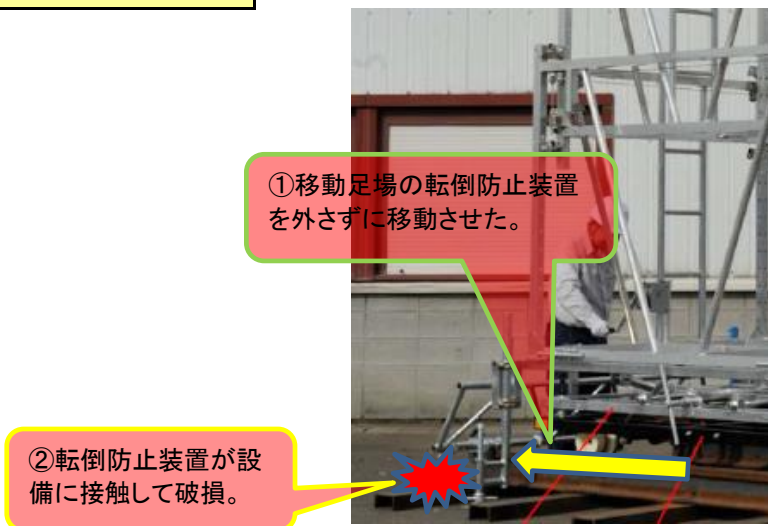 ①移動足場の転倒防止装置
を外さずに移動させた。
②転倒防止装置が設
備に接触して破損。